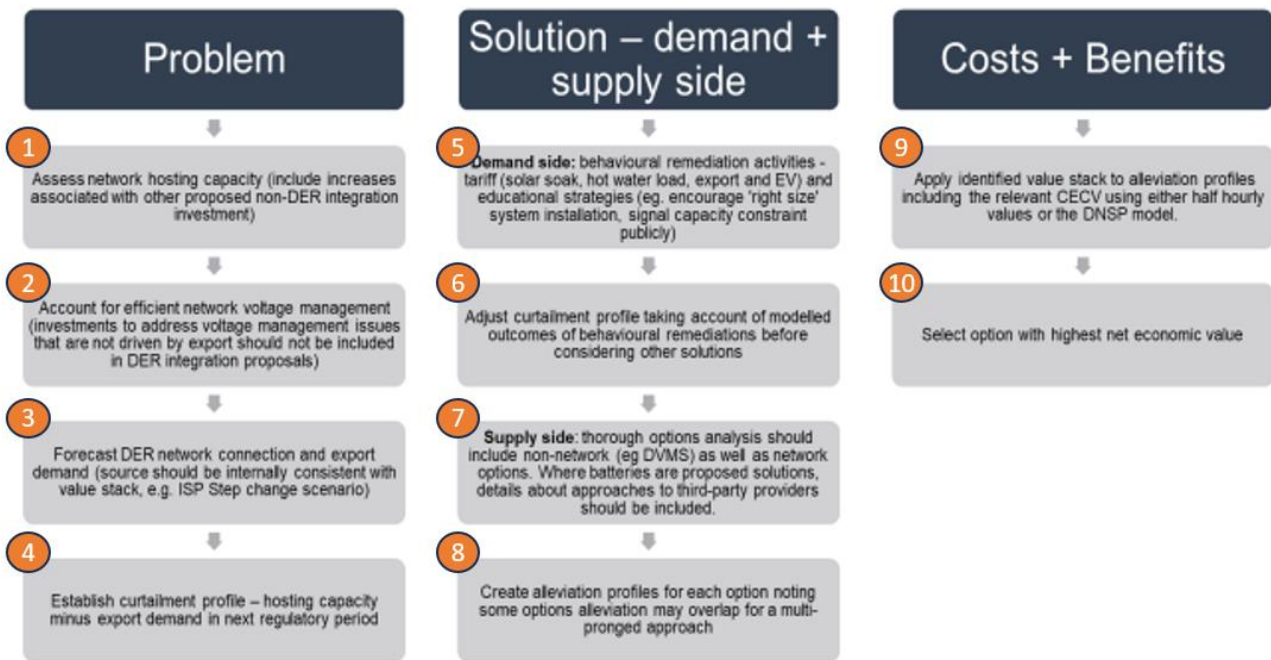 Problem
1
Assess network hosting capacity (include increases
associated with other proposed non-DER integration
investment)
2
Account for efficient network voltage management
(investments to address voltage management issues
that are not driven by export should not be included
in DER integration proposals)
3
Forecast DER network connection and export
demand (source should be internally consistent with
value stack, e.g. ISP Step change scenario)
4
Establish curtailment profile – hosting capacity
minus export demand in next regulatory period
Solution – demand +
supply side
5
Demand side: behavioural remediation activities -
tariff (solar soak, hot water load, export and EV) and
educational strategies (eg. encourage 'right size'
system installation, signal capacity constraint
publicly)
6
Adjust curtailment profile taking account of modelled
outcomes of behavioural remediations before
considering other solutions
7
Supply side: thorough options analysis should
include non-network (eg DVMS) as well as network
options. Where batteries are proposed solutions,
details about approaches to third-party providers
should be included.
8
Create alleviation profiles for each option noting
some options alleviation may overlap for a multi-
pronged approach
Costs + Benefits
9
Apply identified value stack to alleviation profiles
including the relevant CECV using either half hourly
values or the DNSP model.
10
Select option with highest net economic value